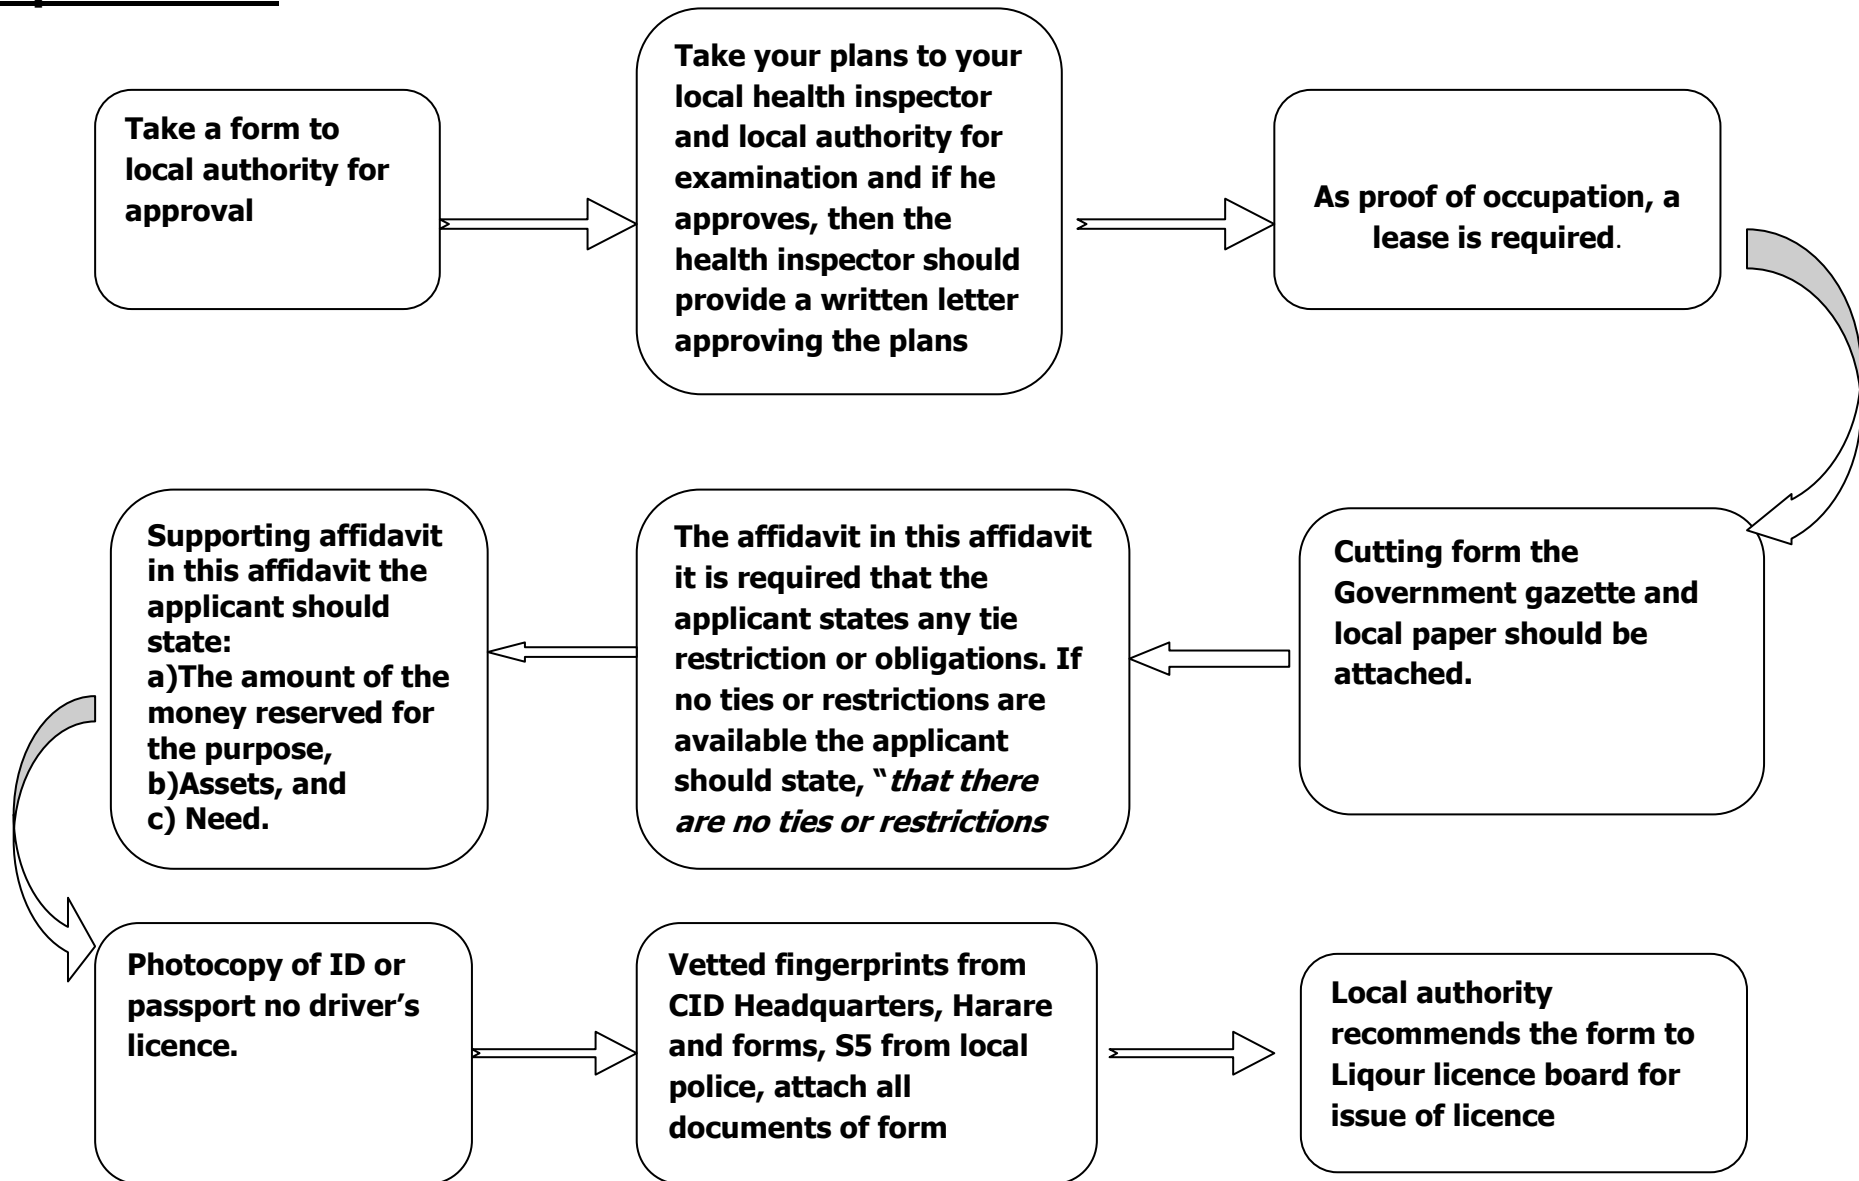 Take a form to
local authority for
approval
Take your plans to your
local health inspector
and local authority for
examination and if he
approves, then the
health inspector should
provide a written letter
approving the plans
As proof of occupation, a
lease is required.
Cutting form the
Government gazette and
local paper should be
attached.
The affidavit in this affidavit
it is required that the
applicant states any tie
restriction or obligations. If
no ties or restrictions are
available the applicant
should state, “that there
are no ties or restrictions
Supporting affidavit
in this affidavit the
applicant should
state:
a)The amount of the
money reserved for
the purpose,
b)Assets, and
c) Need.
Photocopy of ID or
passport no driver’s
licence.
Vetted fingerprints from
CID Headquarters, Harare
and forms, S5 from local
police, attach all
documents of form
Local authority
recommends the form to
Liqour licence board for
issue of licence